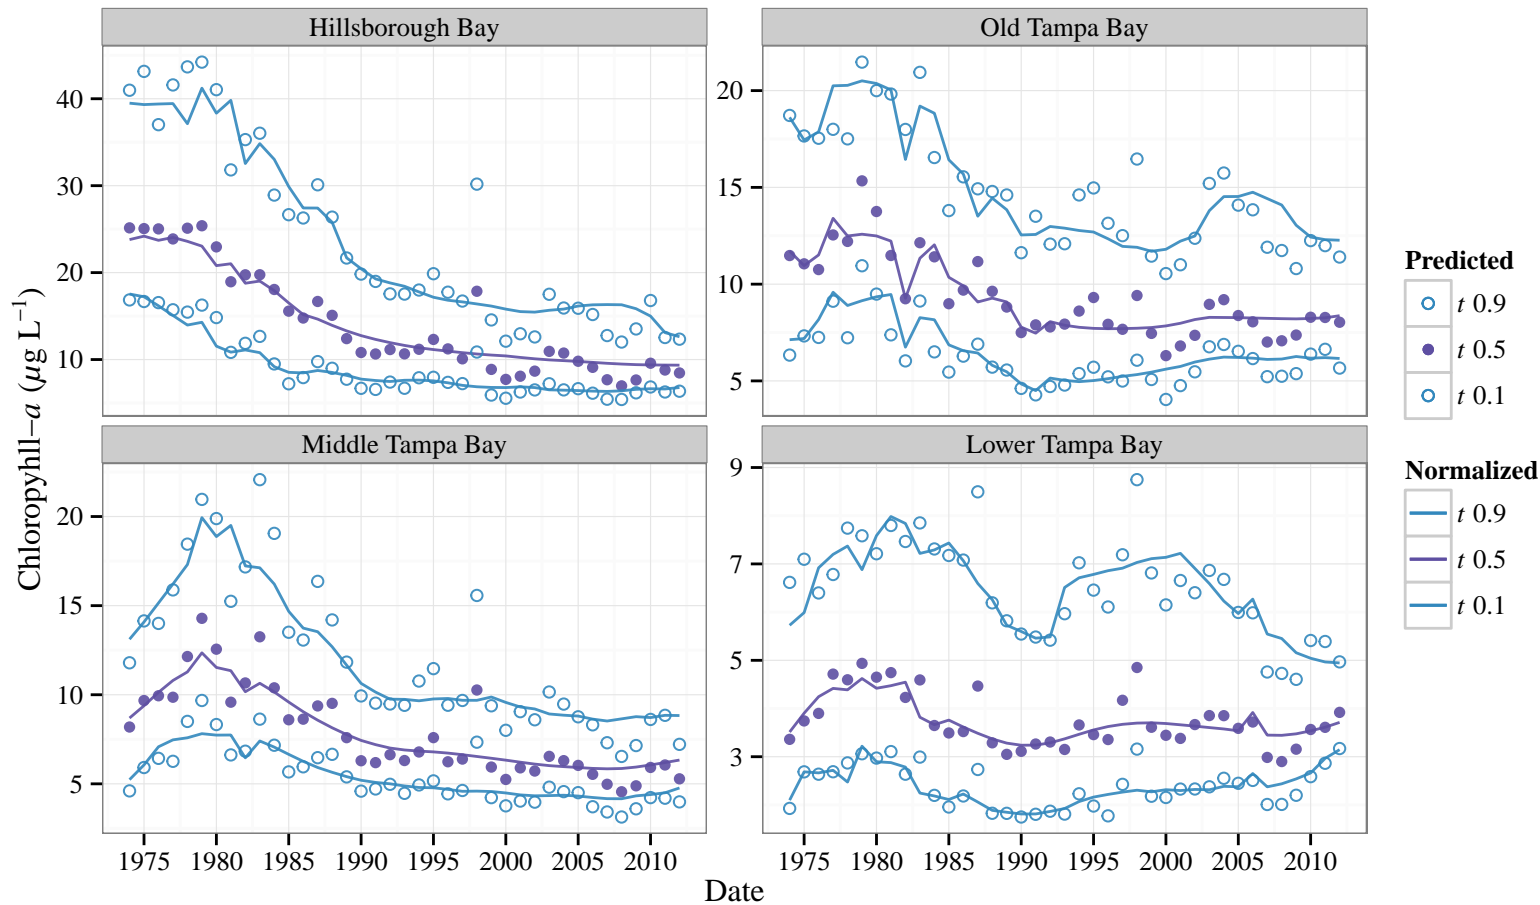 Hillsborough Bay
Old Tampa Bay
40
30
20
10
20
15
10
5
Middle Tampa Bay
Lower Tampa Bay
20
15
10
5
9
7
5
3
1975 1980 1985 1990 1995 2000 2005 2010
1975 1980 1985 1990 1995 2000 2005 2010
Date
Chloropyhll−a (μg L⁻¹)
Predicted
t 0.9
t 0.5
t 0.1
Normalized
t 0.9
t 0.5
t 0.1